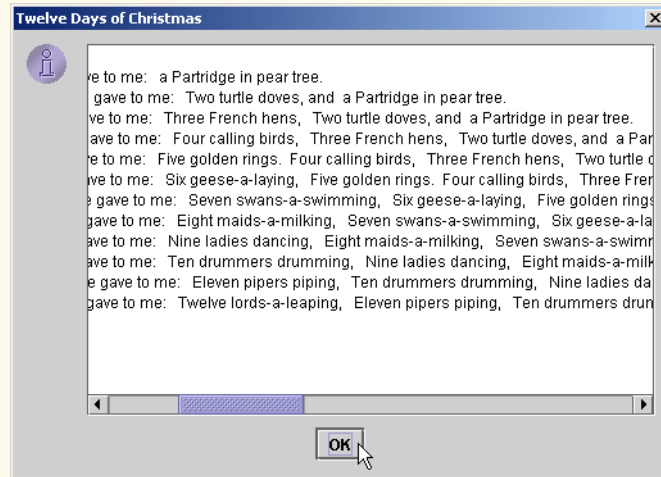 Twelve Days of Christmas
ve to me: a Partridge in pear tree.
gave to me: Two turtle doves, and a Partridge in pear tree.
ve to me: Three French hens, Two turtle doves, and a Partridge in pear tree.
ave to me: Four calling birds, Three French hens, Two turtle doves, and a Par
ve to me: Five golden rings. Four calling birds, Three French hens, Two turtle d
ve to me: Six geese-a-laying, Five golden rings. Four calling birds, Three Fren
e gave to me: Seven swans-a-swimming, Six geese-a-laying, Five golden rings
gave to me: Eight maids-a-milking, Seven swans-a-swimming, Six geese-a-la
ave to me: Nine ladies dancing, Eight maids-a-milking, Seven swans-a-swimm
ave to me: Ten drummers drumming, Nine ladies dancing, Eight maids-a-milk
e gave to me: Eleven pipers piping, Ten drummers drumming, Nine ladies da
gave to me: Twelve lords-a-leaping, Eleven pipers piping, Ten drummers drun
OK